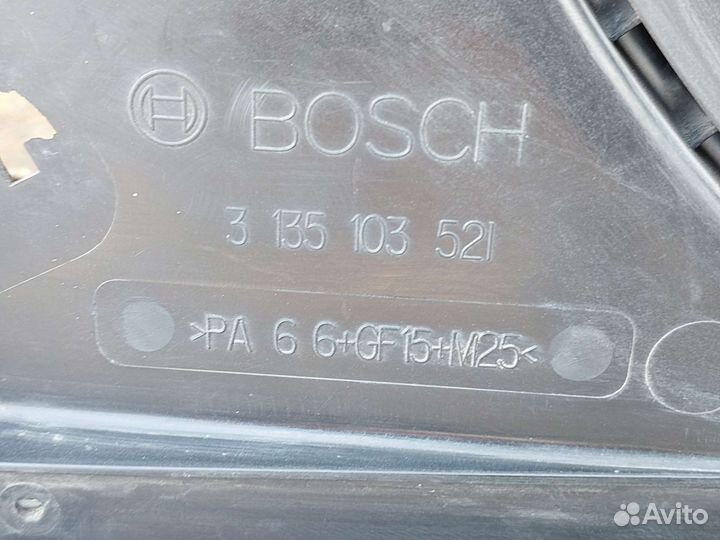 BOSCH
3 135 103 521
>PA 6 6+GF15+M25<
Avito